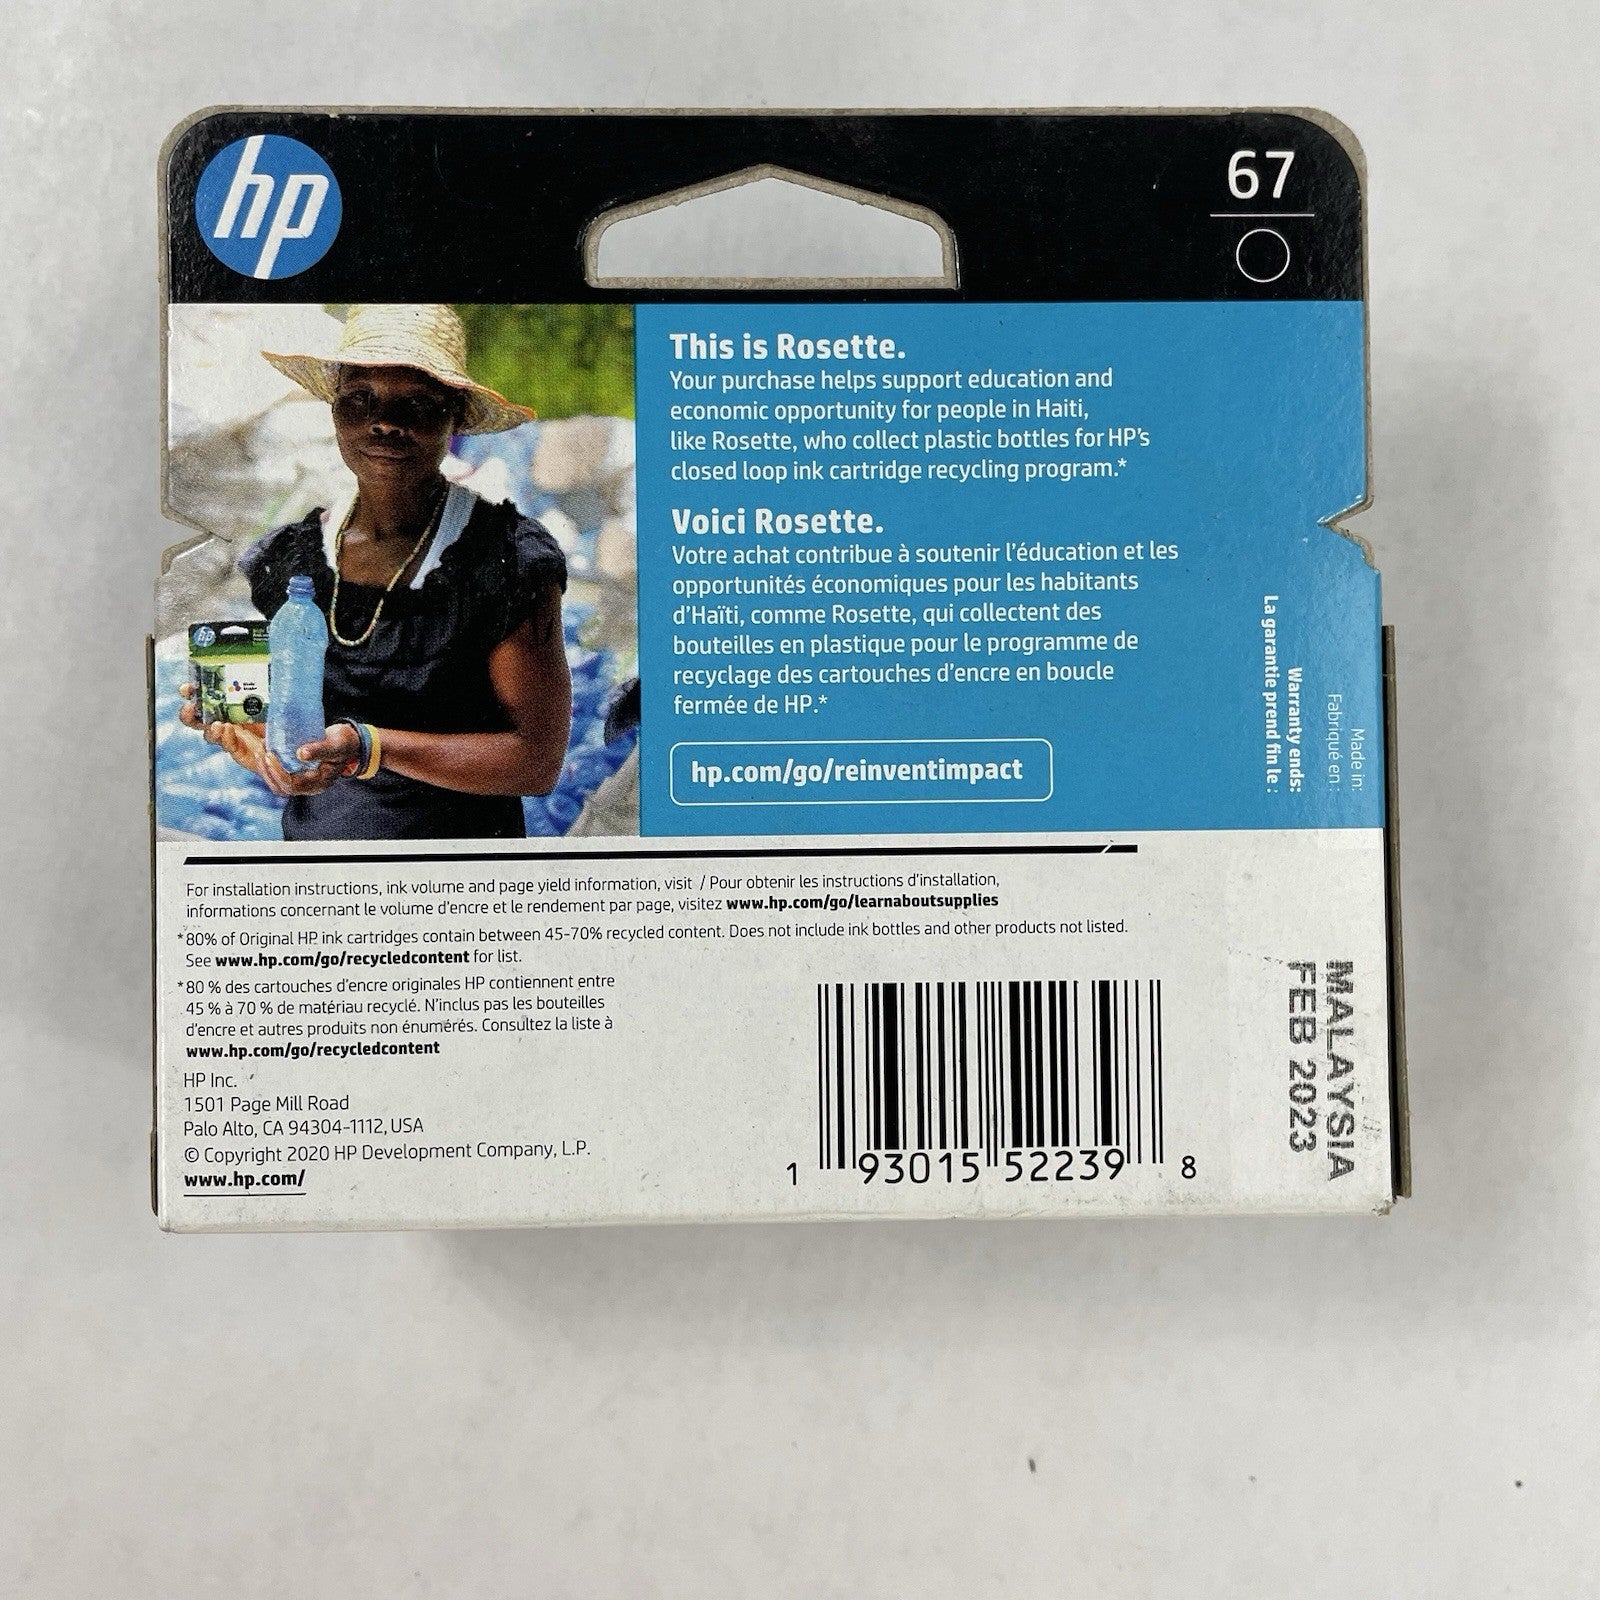 hp
67
This is Rosette.
Your purchase helps support education and
economic opportunity for people in Haiti,
like Rosette, who collect plastic bottles for HP's
closed loop ink cartridge recycling program.*
Voici Rosette.
Votre achat contribue à soutenir l'éducation et les
opportunités économiques pour les habitants
d'Haïti, comme Rosette, qui collectent des
bouteilles en plastique pour le programme de
recyclage des cartouches d'encre en boucle
fermée de HP.*
hp.com/go/reinventimpact
Made in:
Fabriqué en :
Warranty ends:
La garantie prend fin le :
For installation instructions, ink volume and page yield information, visit / Pour obtenir les instructions d'installation,
informations concernant le volume d'encre et le rendement par page, visitez www.hp.com/go/learnaboutsupplies
*80% of Original HP ink cartridges contain between 45-70% recycled content. Does not include ink bottles and other products not listed.
See www.hp.com/go/recycledcontent for list.
*80 % des cartouches d'encre originales HP contiennent entre
45 % à 70 % de matériau recyclé. N'inclus pas les bouteilles
d'encre et autres produits non énumérés. Consultez la liste à
www.hp.com/go/recycledcontent
HP Inc.
1501 Page Mill Road
Palo Alto, CA 94304-1112, USA
© Copyright 2020 HP Development Company, L.P.
www.hp.com/
1 93015 52239 8
MALAYSIA
FEB 2023